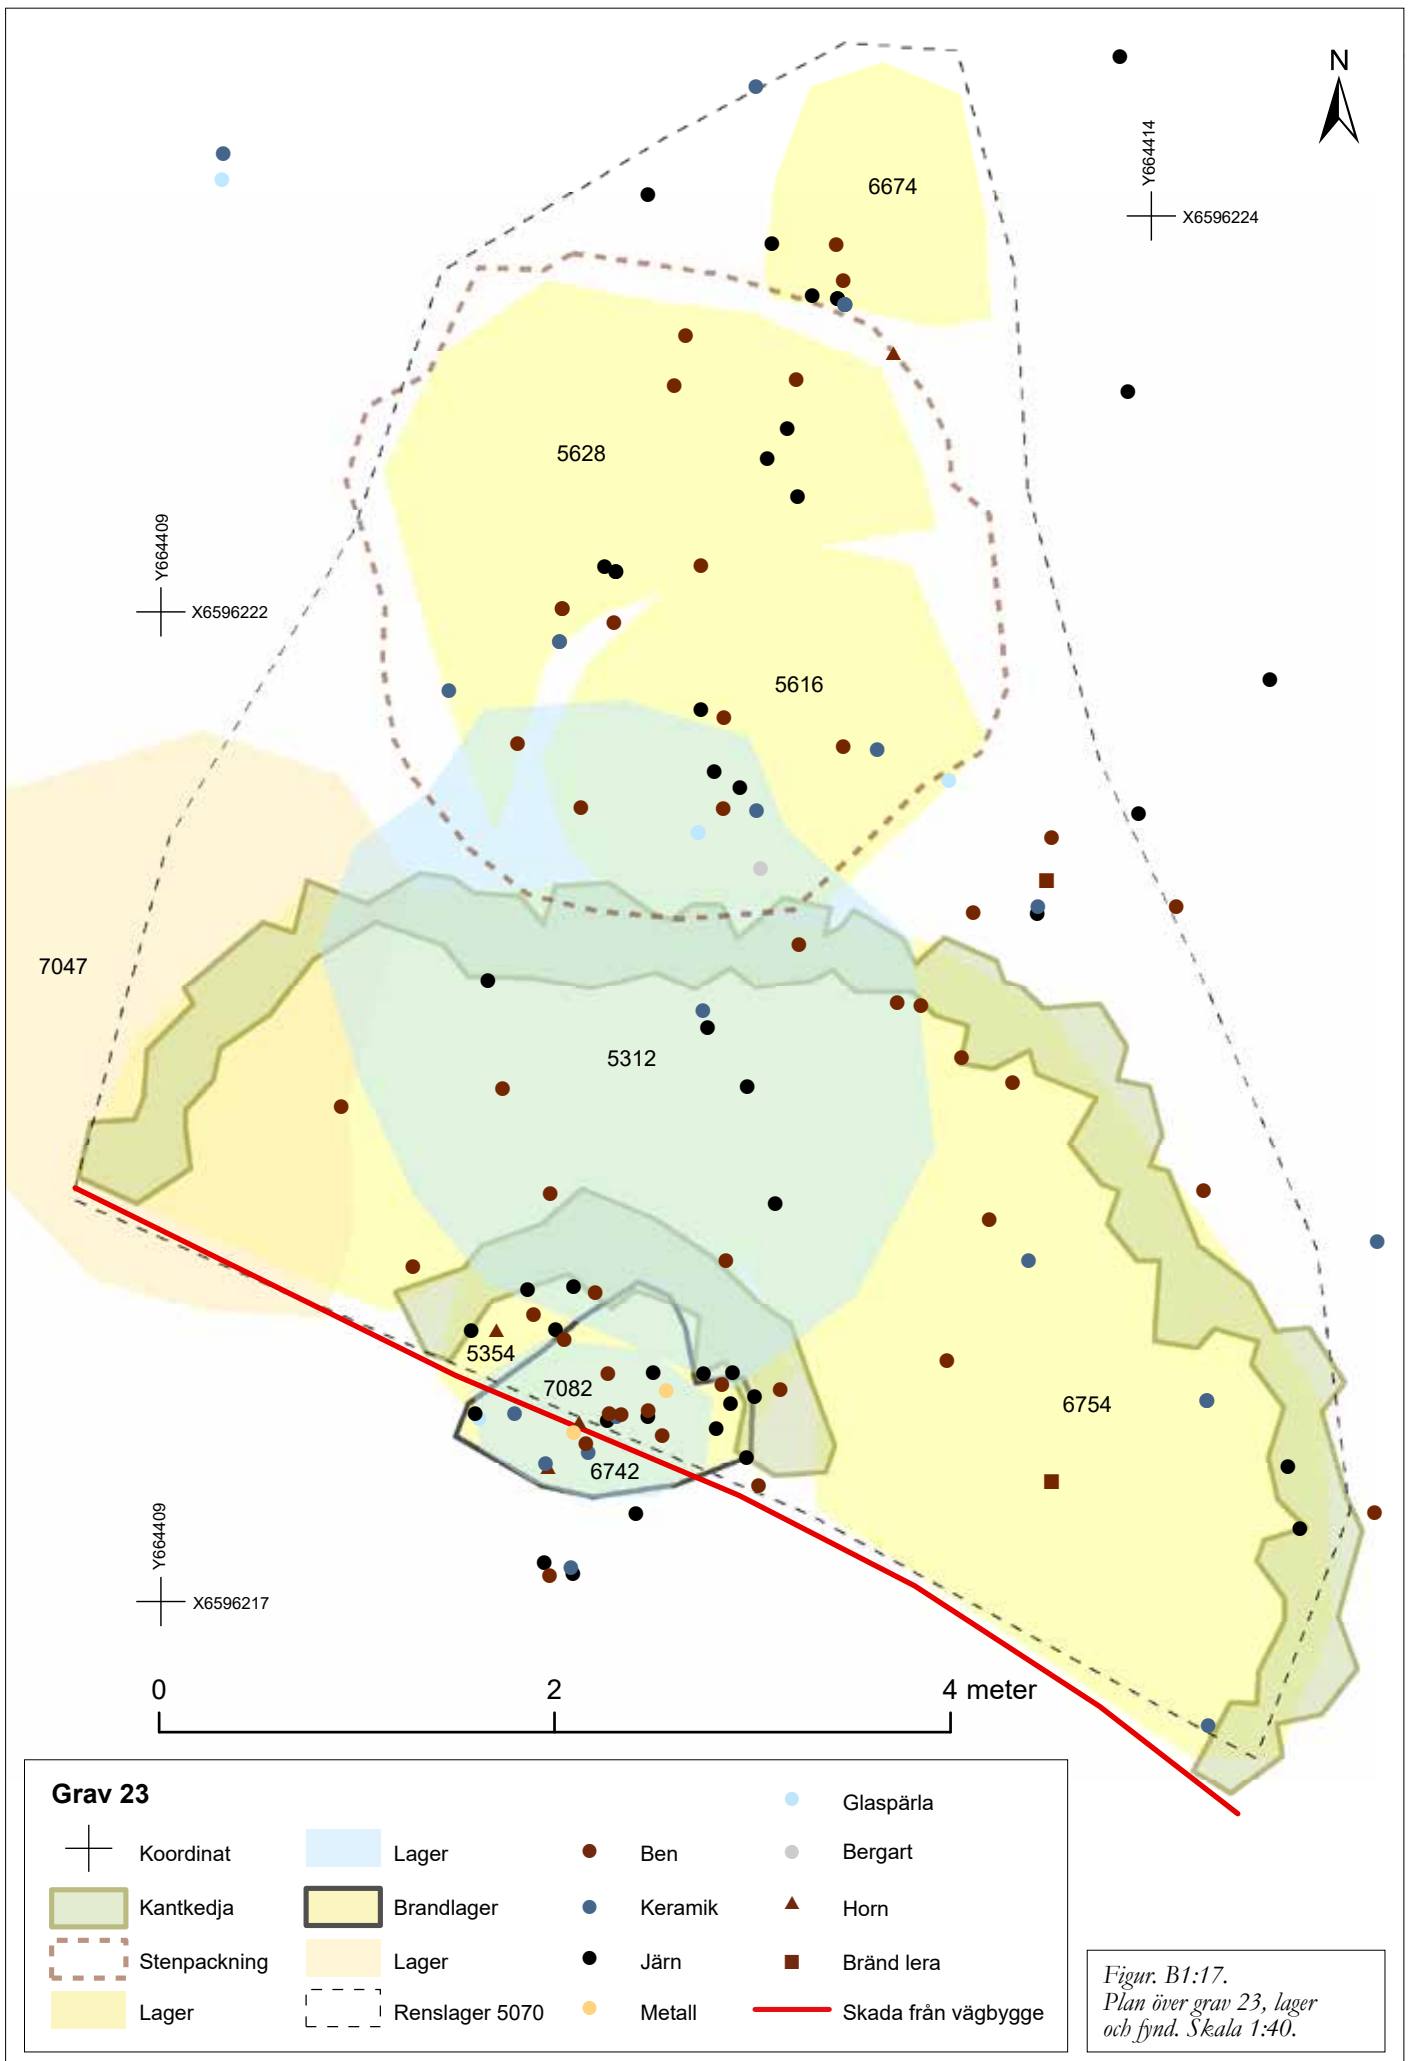 N
Y664414
X6596224
6674
5628
Y664409
X6596222
5616
7047
5312
5354
7082
6754
6742
Y664409
X6596217
0 2 4 meter
Grav 23
Koordinat
Kantkedja
Stenpackning
Lager
Lager
Brandlager
Lager
Renslager 5070
Ben
Keramik
Järn
Metall
Glaspärla
Bergart
Horn
Bränd lera
Skada från vägbygge
Figur. B1:17.
Plan över grav 23, lager
och fynd. Skala 1:40.